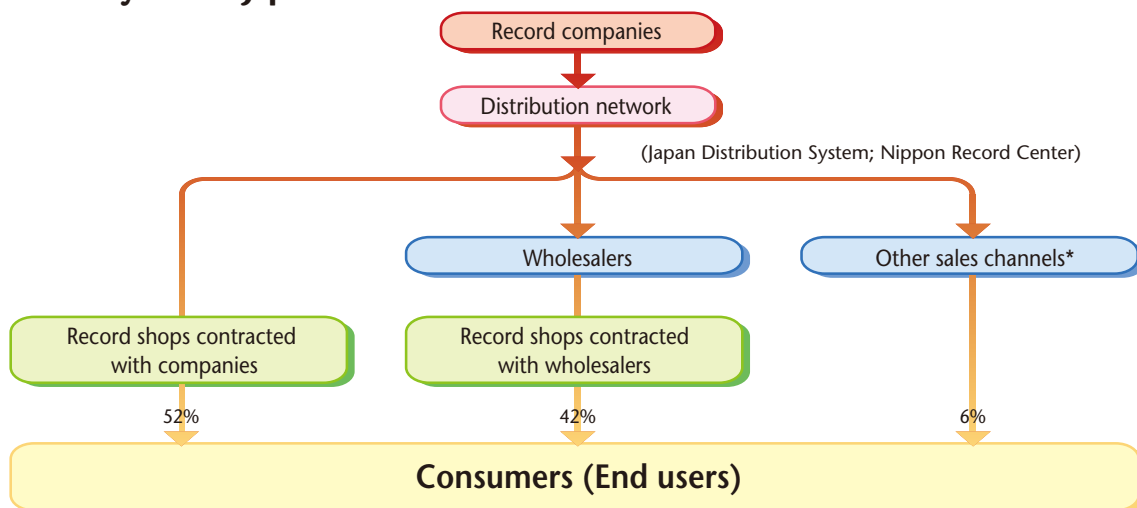 Record companies
Distribution network
(Japan Distribution System; Nippon Record Center)
Wholesalers
Other sales channels*
Record shops contracted
with companies
Record shops contracted
with wholesalers
52%
42%
6%
Consumers (End users)